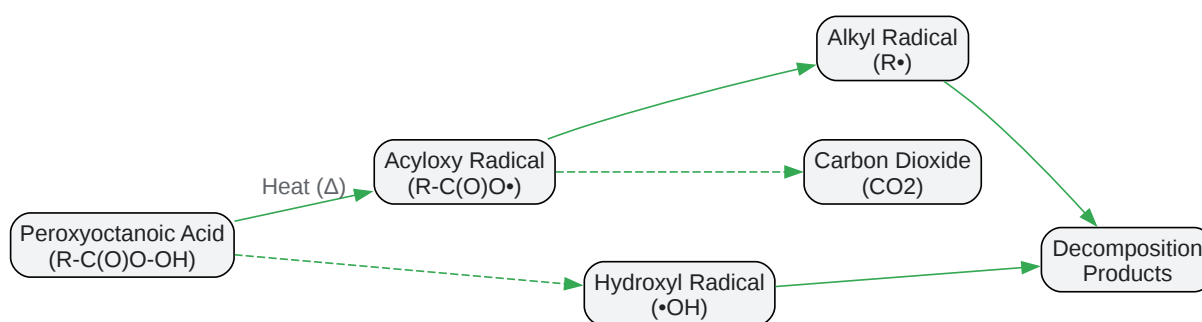 Alkyl Radical
(R•)
Acyloxy Radical
(R-C(O)O•)
Carbon Dioxide
(CO2)
Heat (Δ)
Peroxyoctanoic Acid
(R-C(O)O-OH)
Decomposition
Products
Hydroxyl Radical
(•OH)